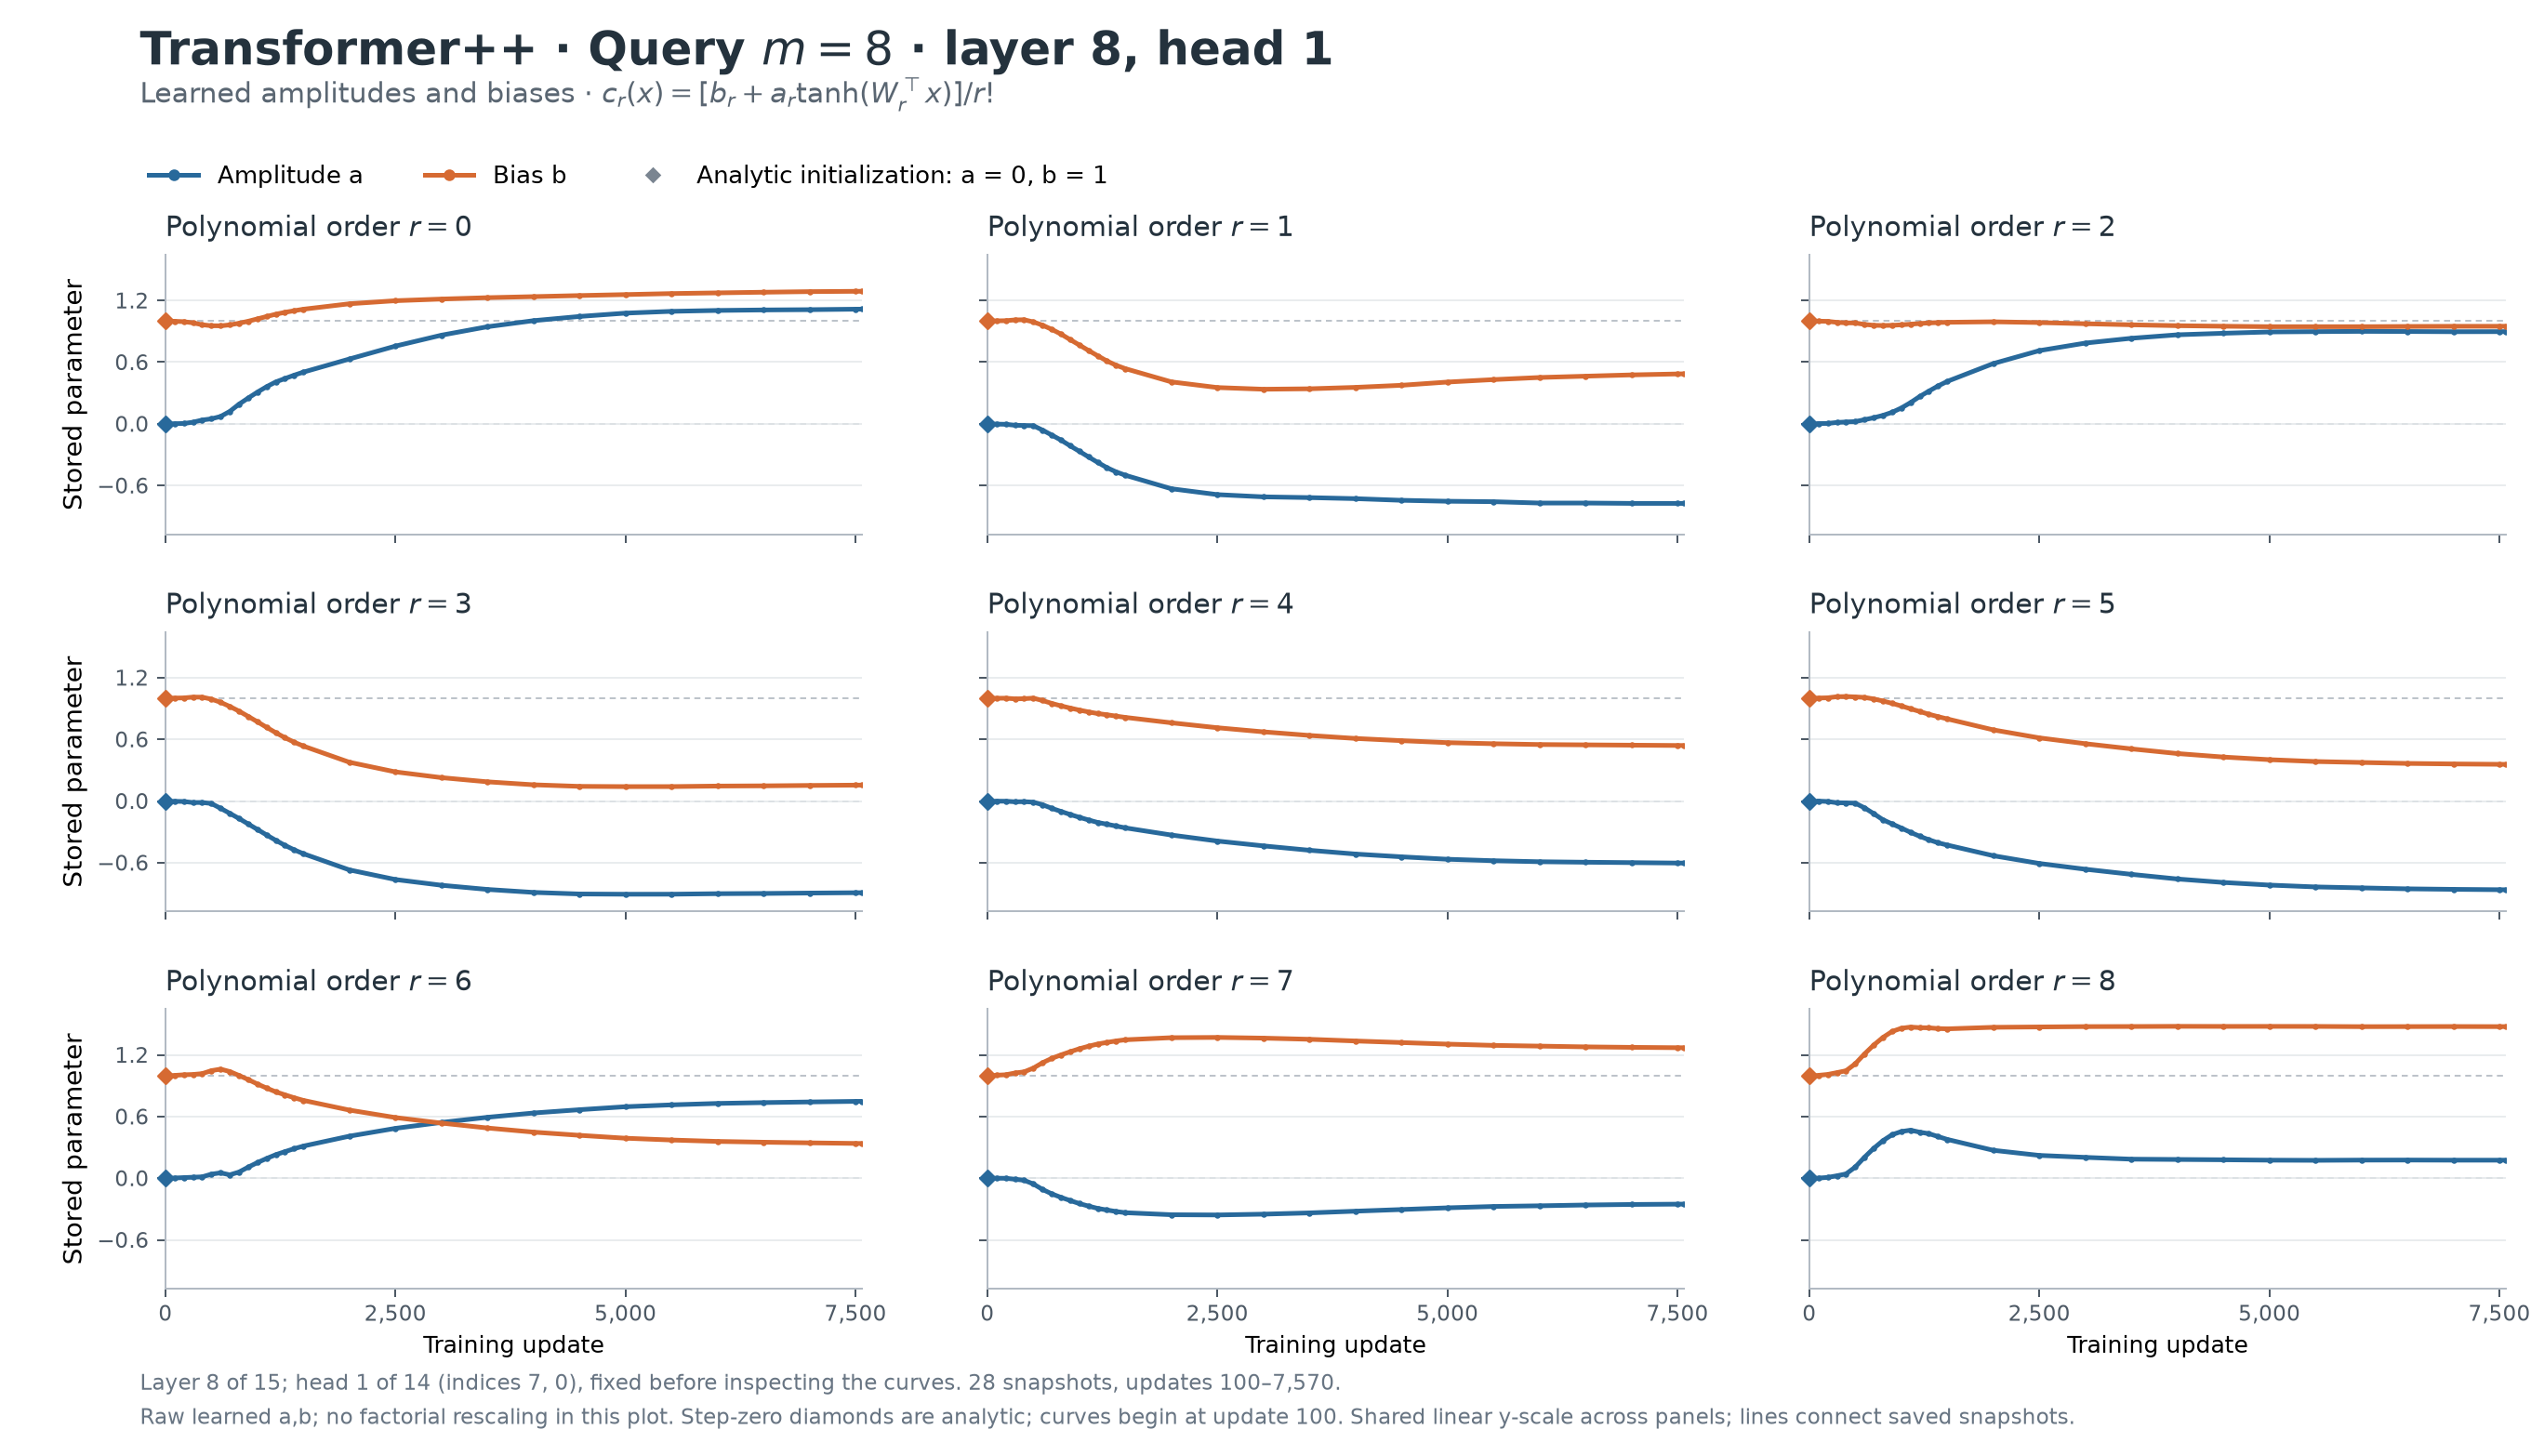 Transformer++ · Query m = 8 · layer 8, head 1
Learned amplitudes and biases · cᵣ(x) = [bᵣ + aᵣtanh(Wᵣ⊤ x)]/r!
Amplitude a
Bias b
Analytic initialization: a = 0, b = 1
Polynomial order r = 0
Polynomial order r = 1
Polynomial order r = 2
Stored parameter
1.2
0.6
0.0
−0.6
Polynomial order r = 3
Polynomial order r = 4
Polynomial order r = 5
Stored parameter
1.2
0.6
0.0
−0.6
Polynomial order r = 6
Polynomial order r = 7
Polynomial order r = 8
Stored parameter
1.2
0.6
0.0
−0.6
0 2,500 5,000 7,500
0 2,500 5,000 7,500
0 2,500 5,000 7,500
Training update
Training update
Training update
Layer 8 of 15; head 1 of 14 (indices 7, 0), fixed before inspecting the curves. 28 snapshots, updates 100–7,570.
Raw learned a,b; no factorial rescaling in this plot. Step-zero diamonds are analytic; curves begin at update 100. Shared linear y-scale across panels; lines connect saved snapshots.